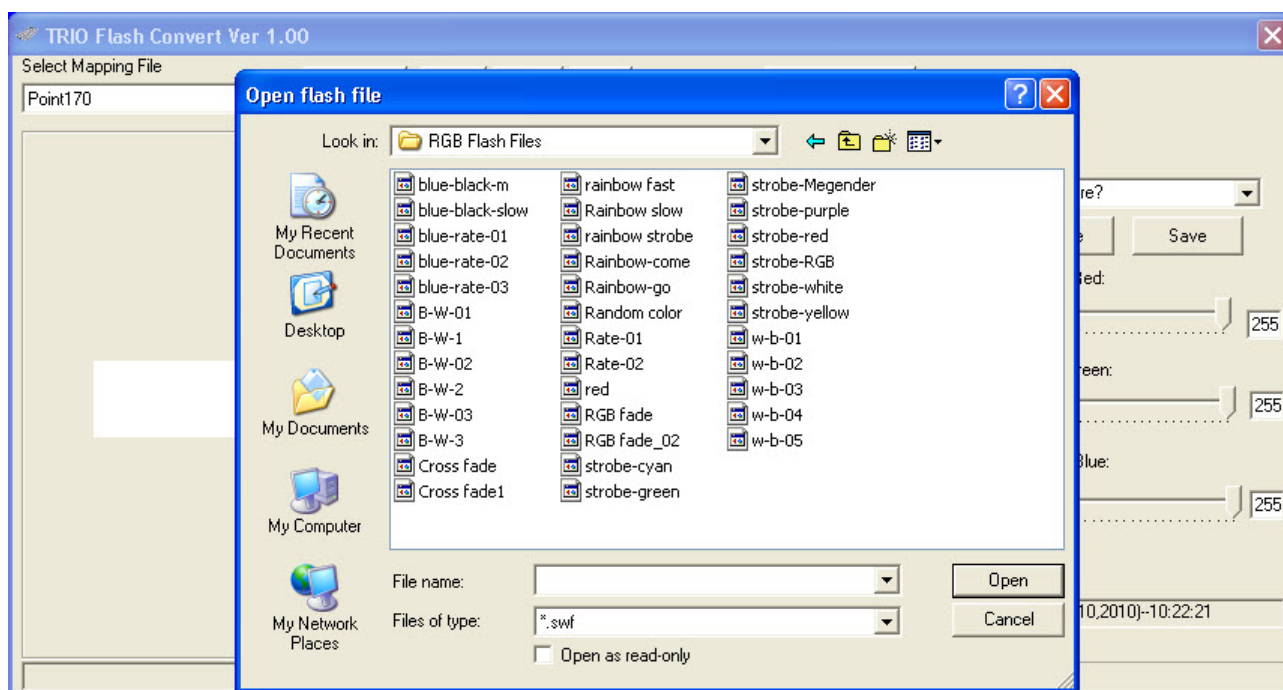 TRIO Flash Convert Ver 1.00
Select Mapping File
Point170
Open flash file
Look in:
RGB Flash Files
My Recent
Documents
Desktop
My Documents
My Computer
My Network
Places
blue-black-m
blue-black-slow
blue-rate-01
blue-rate-02
blue-rate-03
B-W-01
B-W-1
B-W-02
B-W-2
B-W-03
B-W-3
Cross fade
Cross fade1
rainbow fast
Rainbow slow
rainbow strobe
Rainbow-come
Rainbow-go
Random color
Rate-01
Rate-02
red
RGB fade
RGB fade_02
strobe-cyan
strobe-green
strobe-Megender
strobe-purple
strobe-red
strobe-RGB
strobe-white
strobe-yellow
w-b-01
w-b-02
w-b-03
w-b-04
w-b-05
File name:
Open
Files of type:
*.swf
Cancel
Open as read-only
re?
Save
Red:
255
reen:
255
Blue:
255
10,2010)--10:22:21